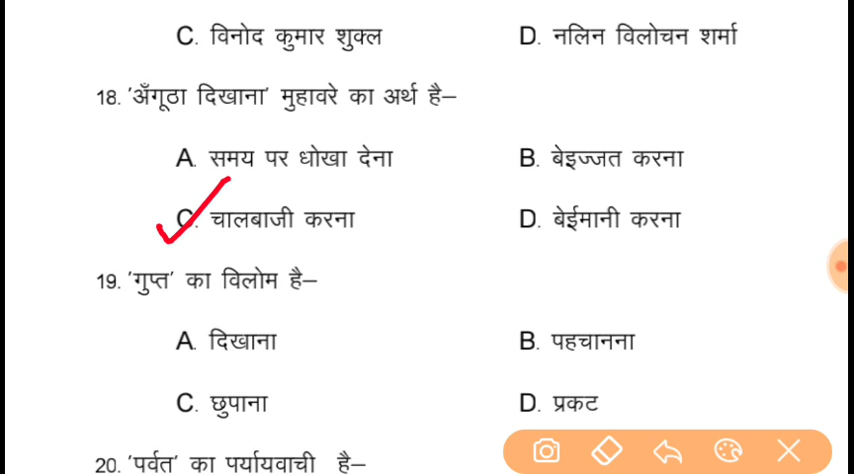 C. विनोद कुमार शुक्ल D. नलिन विलोचन शर्मा
18. 'अँगूठा दिखाना' मुहावरे का अर्थ है–
A. समय पर धोखा देना B. बेइज्जत करना
C. चालबाजी करना D. बेईमानी करना
19. 'गुप्त' का विलोम है–
A. दिखाना B. पहचानना
C. छुपाना D. प्रकट
20. 'पर्वत' का पर्यायवाची है–